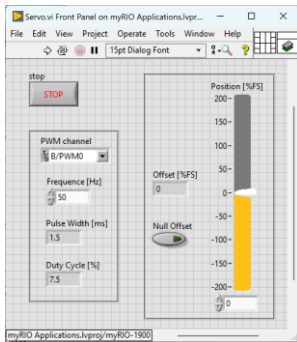 Servo.vi Front Panel on myRIO Applications.lvpr...
File Edit View Project Operate Tools Window Help
15pt Dialog Font
stop
STOP
PWM channel
B/PWM0
Frequence [Hz]
50
Pulse Width [ms]
1.5
Duty Cycle [%]
7.5
Position [%FS]
200-
150-
100-
50-
0-
-50-
-100-
-150-
-200-
0
Offset [%FS]
0
Null Offset
myRIO Applications.lvproj/myRIO-1900